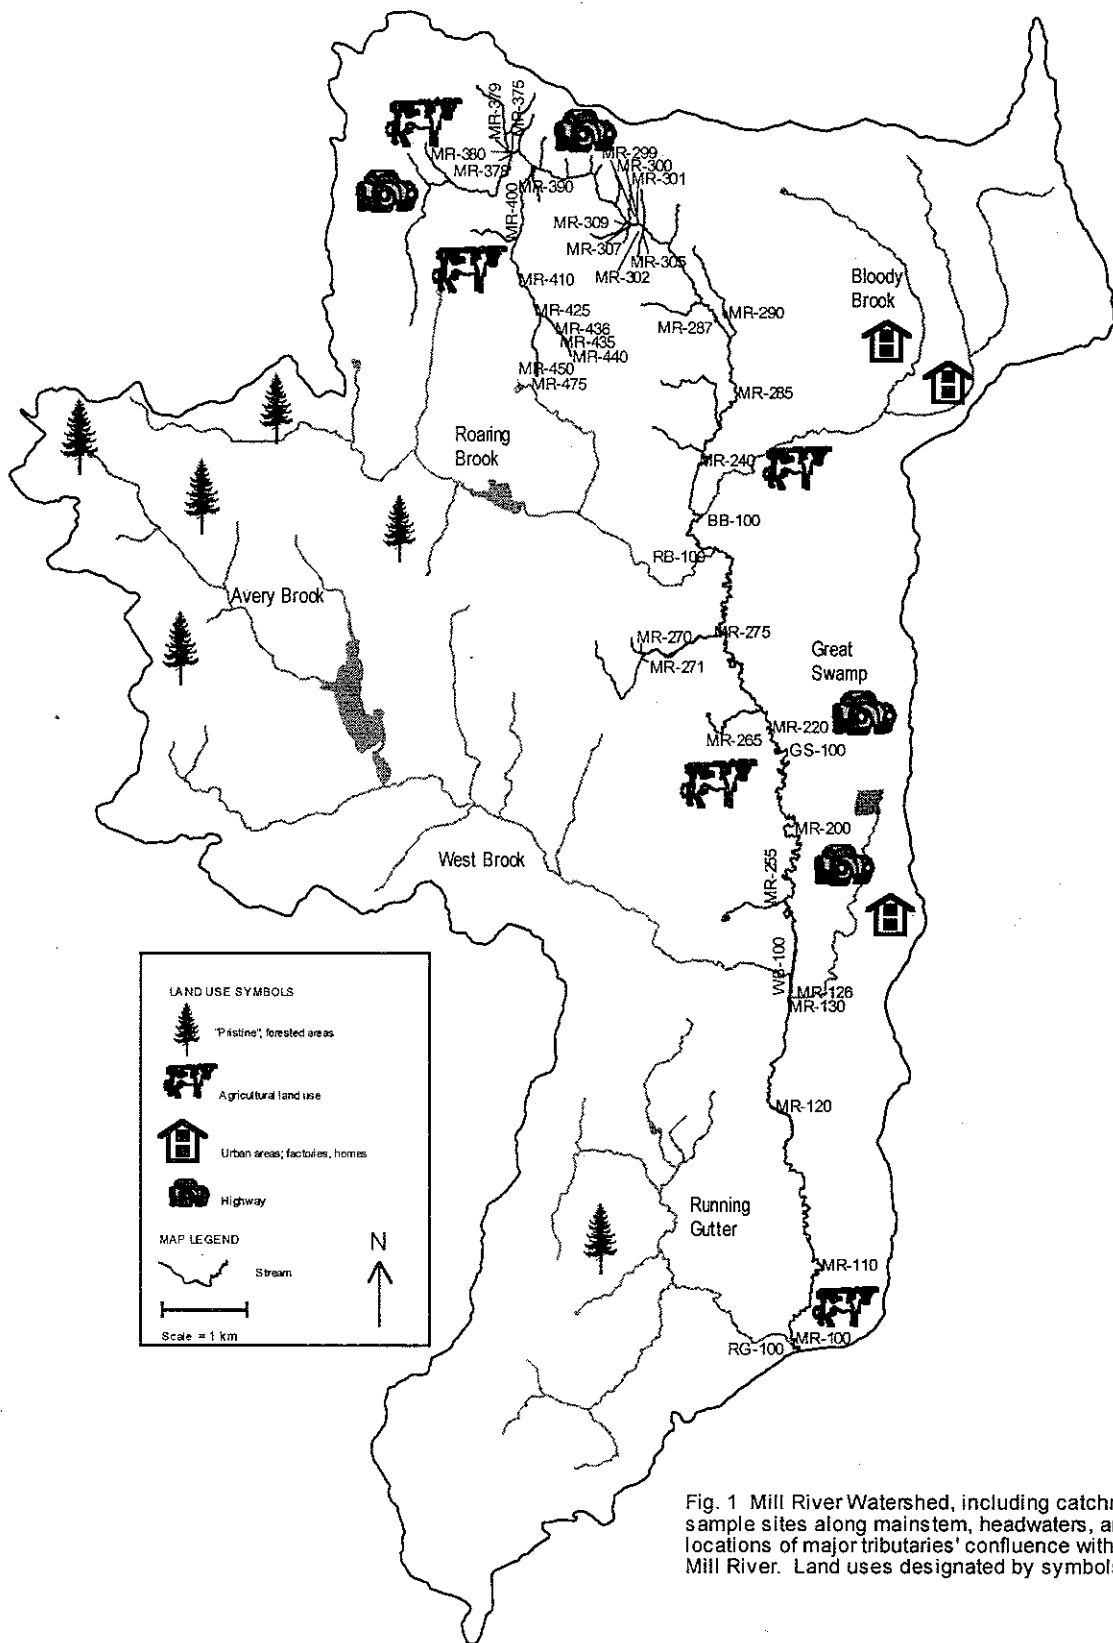 MR-379
MR-375
MR-380
MR-378
MR-400
MR-390
MR-299
MR-300
MR-301
MR-309
MR-307
MR-305
MR-302
MR-410
MR-425
MR-436
MR-435
MR-440
MR-450
MR-475
MR-287
MR-290
MR-285
Bloody
Brook
Roaring
Brook
MR-240
BB-100
RB-109
Avery Brook
MR-270
MR-275
MR-271
Great
Swamp
MR-220
MR-265
GS-100
MR-200
MR-255
West Brook
WB-100
MR-126
MR-130
MR-120
Running
Gutter
MR-110
MR-100
RG-100
LAND USE SYMBOLS
"Pristine", forested areas
Agricultural land use
Urban areas; factories, homes
Highway
MAP LEGEND
Stream
N
Scale = 1 km
Fig. 1 Mill River Watershed, including catchm
sample sites along mainstem, headwaters, an
locations of major tributaries' confluence with
Mill River. Land uses designated by symbols